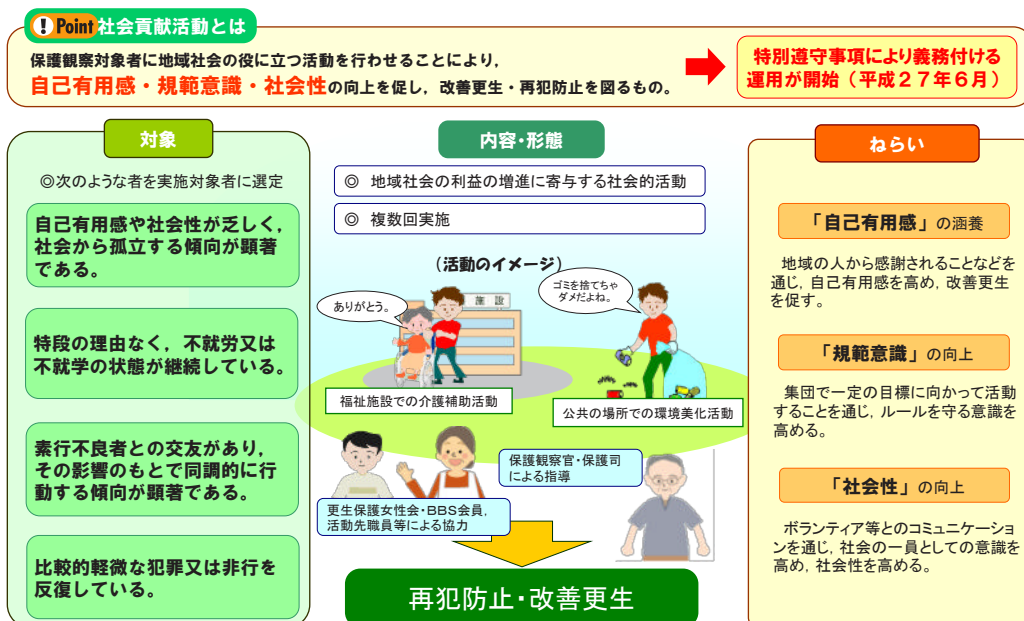 ! Point 社会貢献活動とは
保護観察対象者に地域社会の役に立つ活動を行わせることにより,
自己有用感・規範意識・社会性の向上を促し,改善更生・再犯防止を図るもの。
特別遵守事項により義務付ける
運用が開始(平成27年6月)
対象
◎次のような者を実施対象者に選定
自己有用感や社会性が乏しく,
社会から孤立する傾向が顕著
である。
特段の理由なく,不就労又は
不就学の状態が継続している。
素行不良者との交友があり,
その影響のもとで同調的に行
動する傾向が顕著である。
比較的軽微な犯罪又は非行を
反復している。
内容・形態
◎ 地域社会の利益の増進に寄与する社会的活動
◎ 複数回実施
(活動のイメージ)
ありがとう。
施 設
ゴミを捨てちゃ
ダメだよね。
福祉施設での介護補助活動
公共の場所での環境美化活動
保護観察官・保護司
による指導
更生保護女性会・BBS会員,
活動先職員等による協力
再犯防止・改善更生
ねらい
「自己有用感」の涵養
地域の人から感謝されることなどを
通じ,自己有用感を高め,改善更生
を促す。
「規範意識」の向上
集団で一定の目標に向かって活動
することを通じ,ルールを守る意識を
高める。
「社会性」の向上
ボランティア等とのコミュニケーショ
ンを通じ,社会の一員としての意識を
高め,社会性を高める。